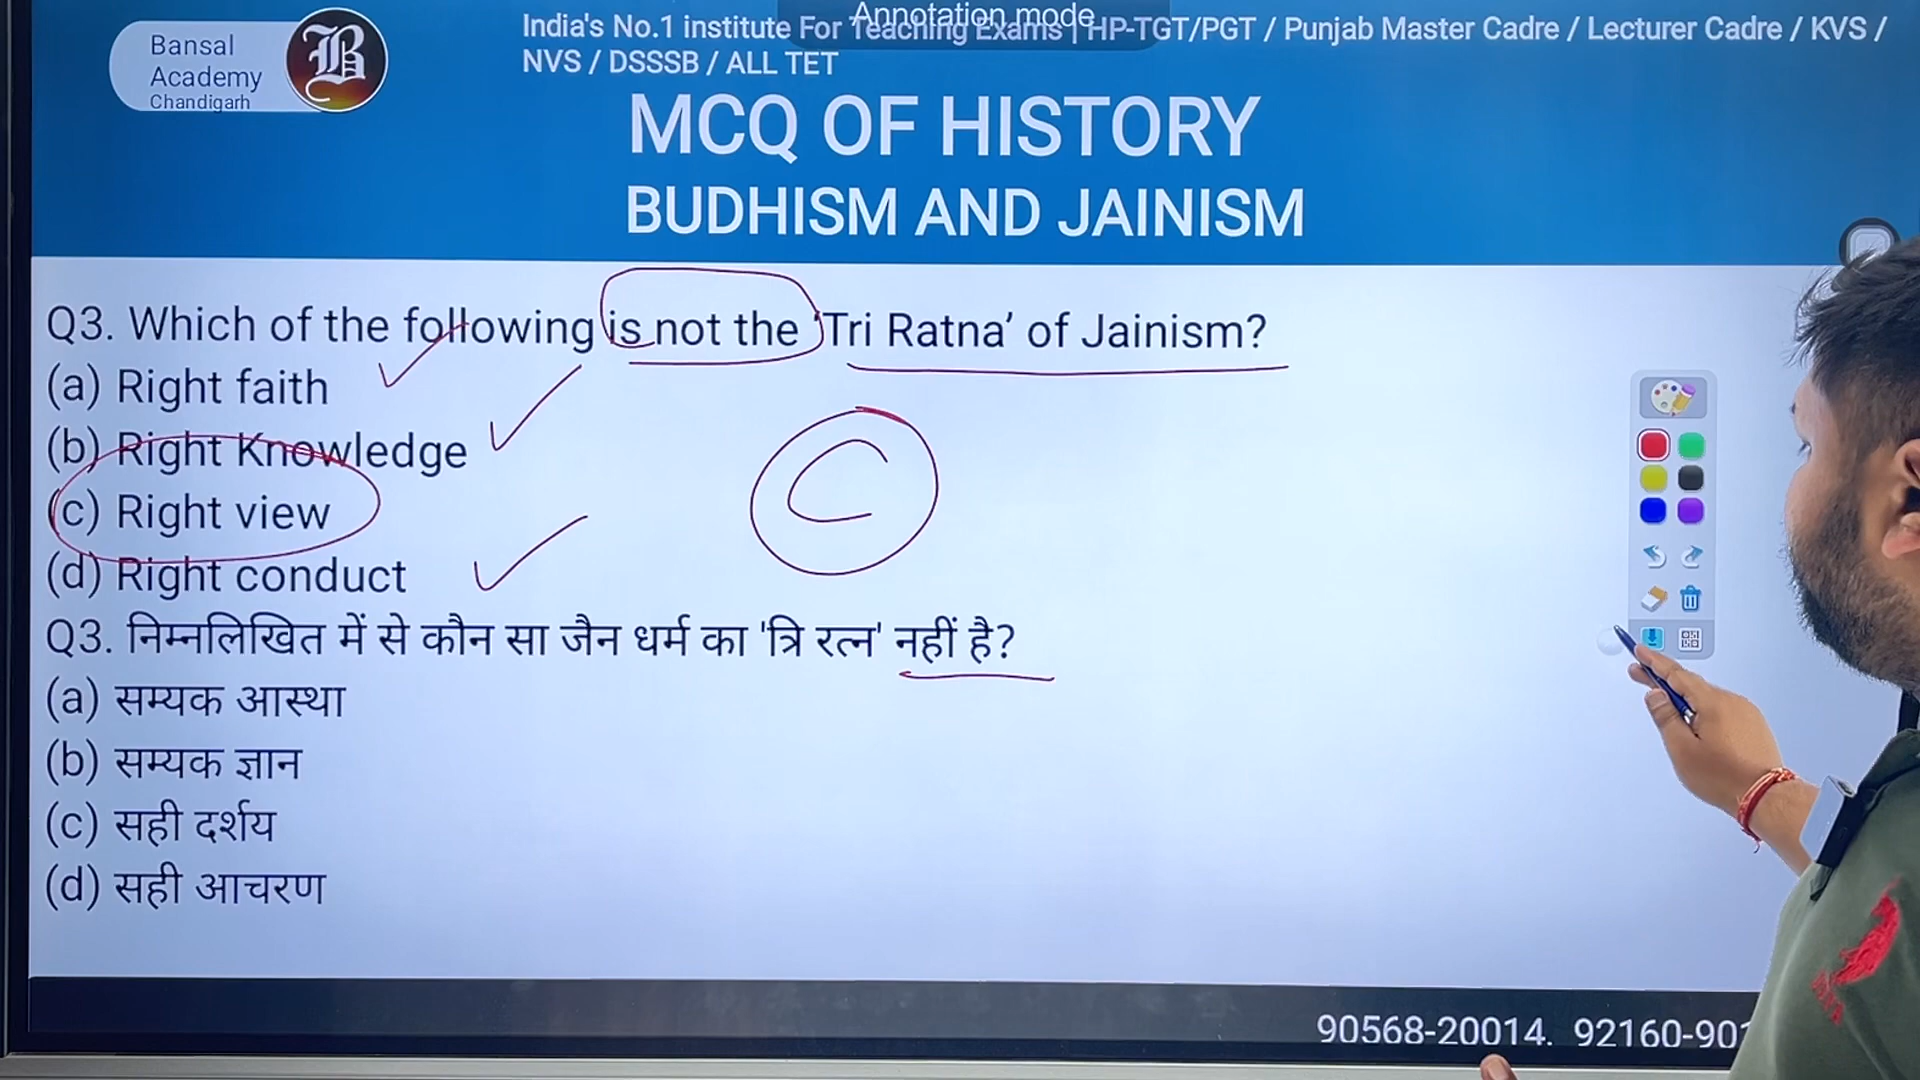 Bansal
Academy
Chandigarh
Annotation mode
India's No.1 institute For Teaching Exams | HP-TGT/PGT / Punjab Master Cadre / Lecturer Cadre / KVS /
NVS / DSSSB / ALL TET
MCQ OF HISTORY
BUDHISM AND JAINISM
Q3. Which of the following is not the ‘Tri Ratna’ of Jainism?
(a) Right faith
(b) Right Knowledge
(c) Right view
(d) Right conduct
C
Q3. निम्नलिखित में से कौन सा जैन धर्म का 'त्रि रत्न' नहीं है?
(a) सम्यक आस्था
(b) सम्यक ज्ञान
(c) सही दर्शय
(d) सही आचरण
90568-20014. 92160-90